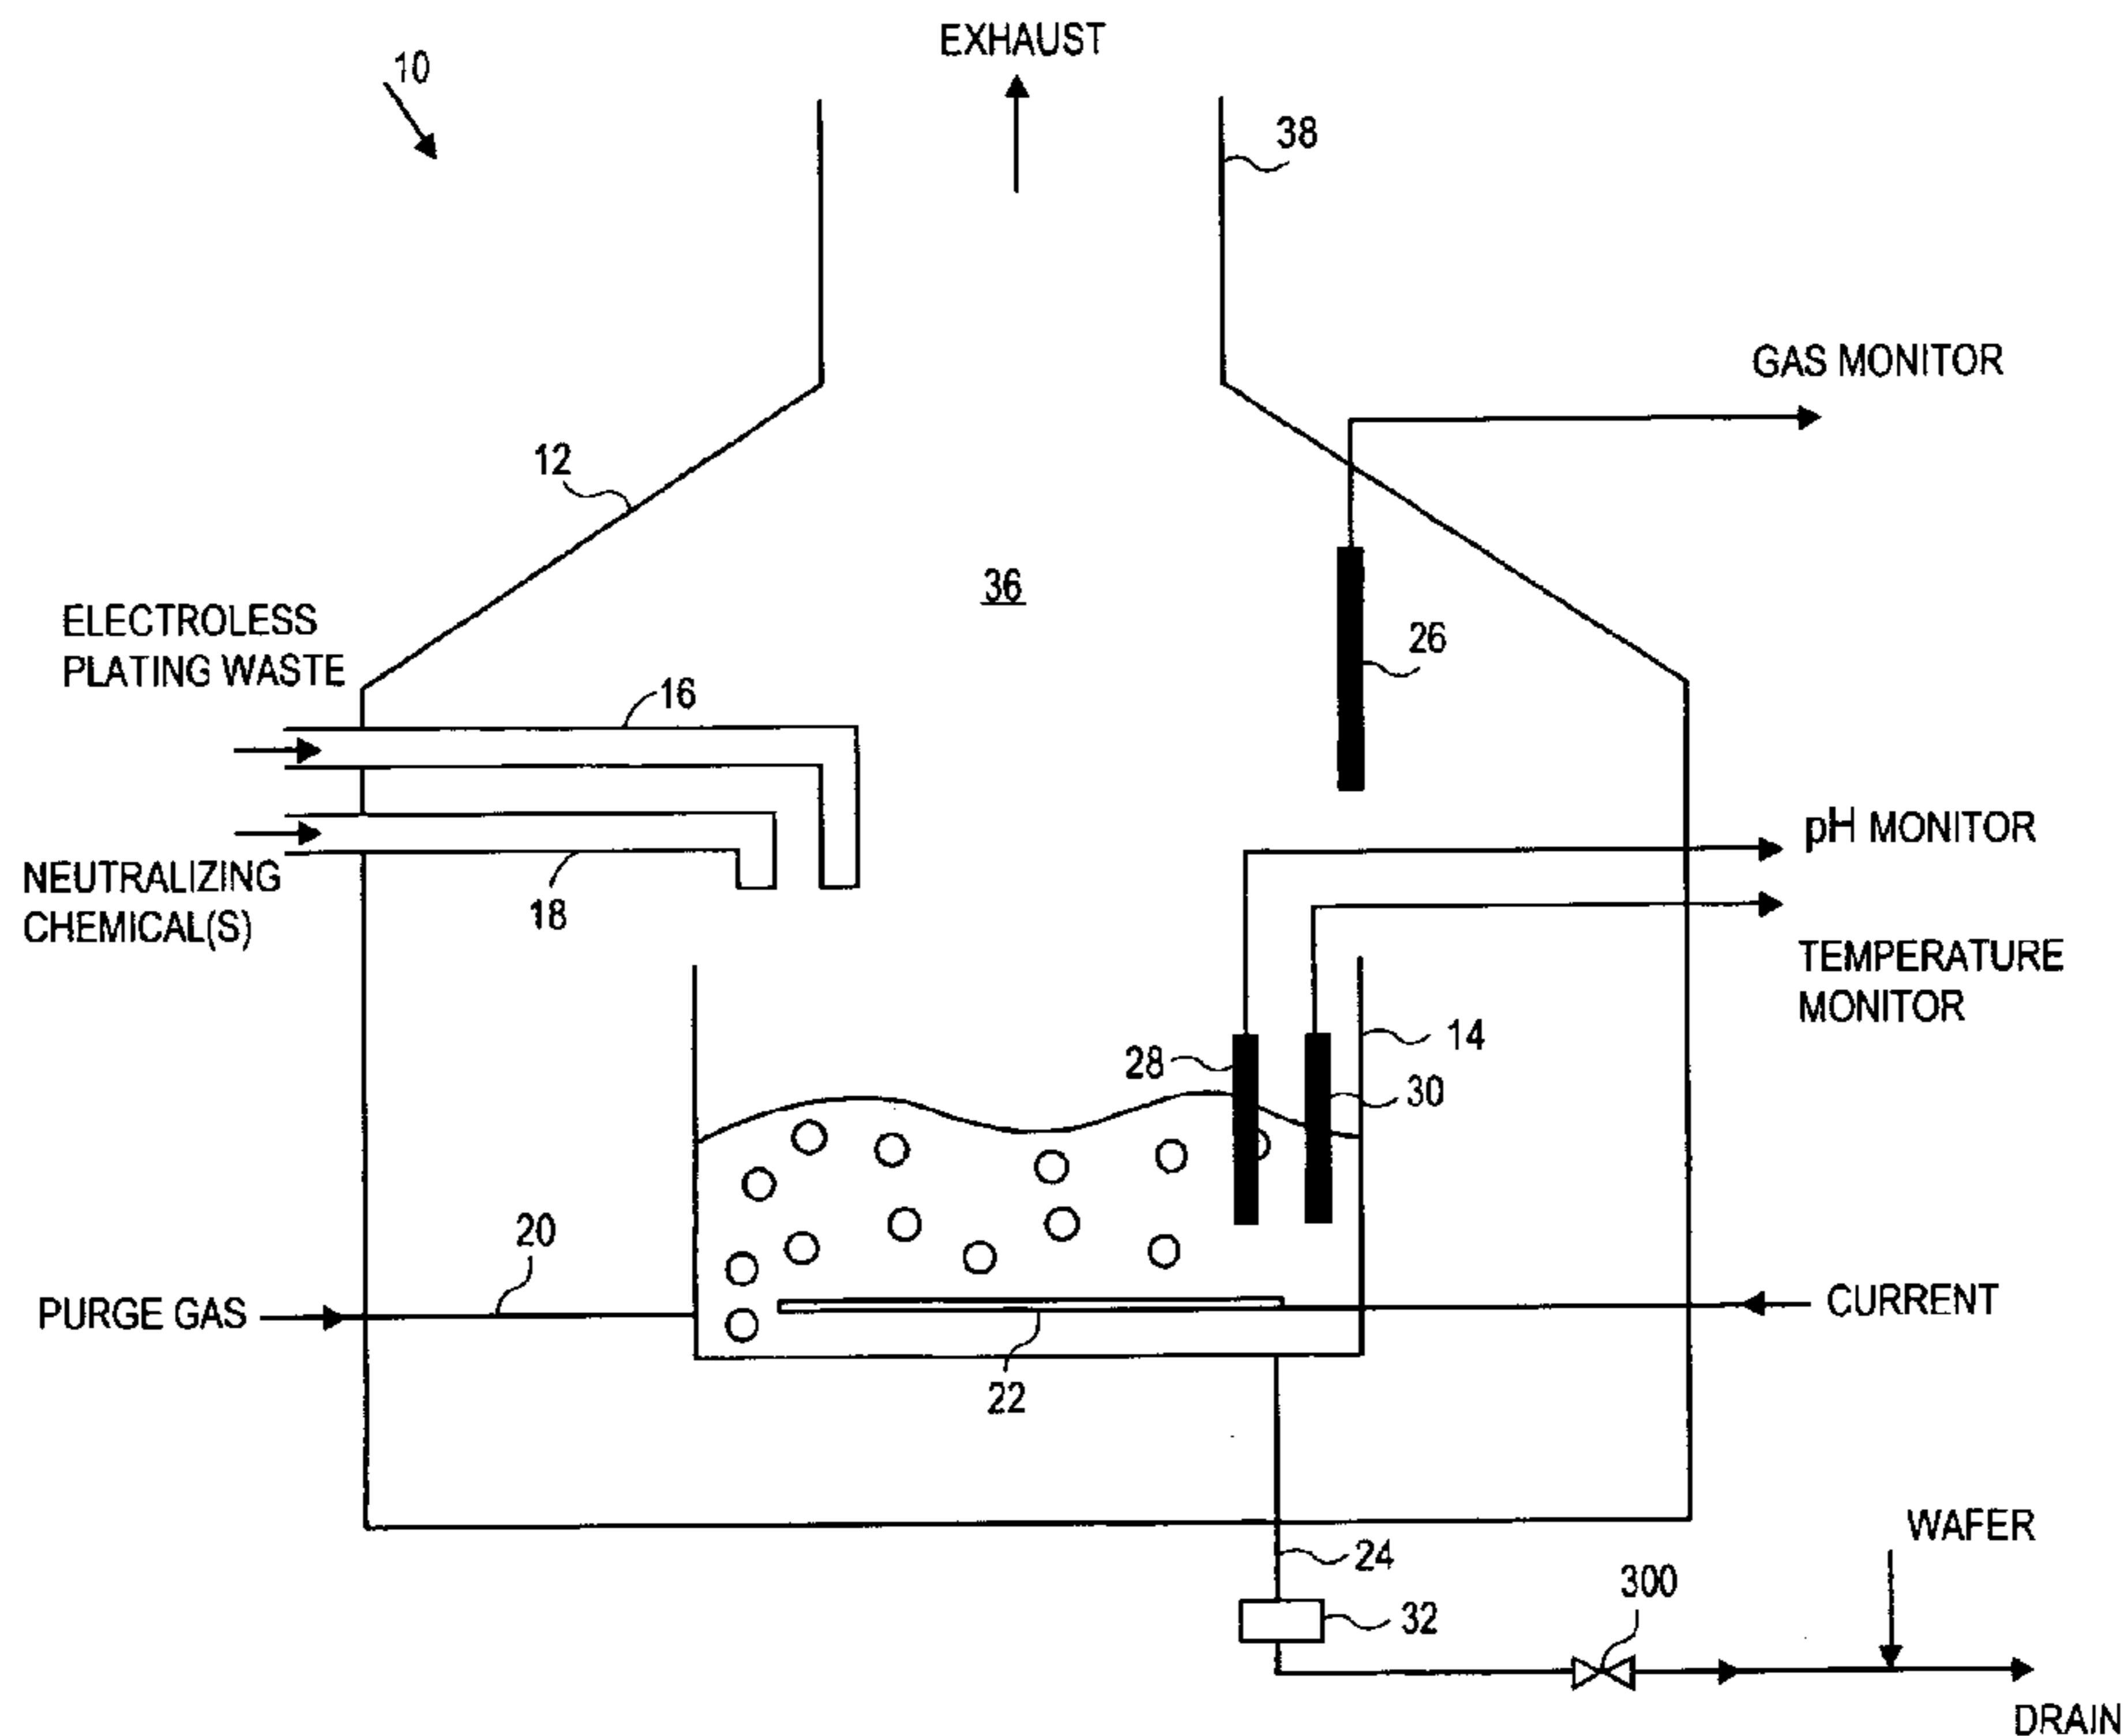 EXHAUST
10
38
GAS MONITOR
12
36
26
ELECTROLESS
PLATING WASTE
16
pH MONITOR
NEUTRALIZING
CHEMICAL(S)
18
TEMPERATURE
MONITOR
14
28
30
20
PURGE GAS
CURRENT
22
WAFER
24
300
32
DRAIN